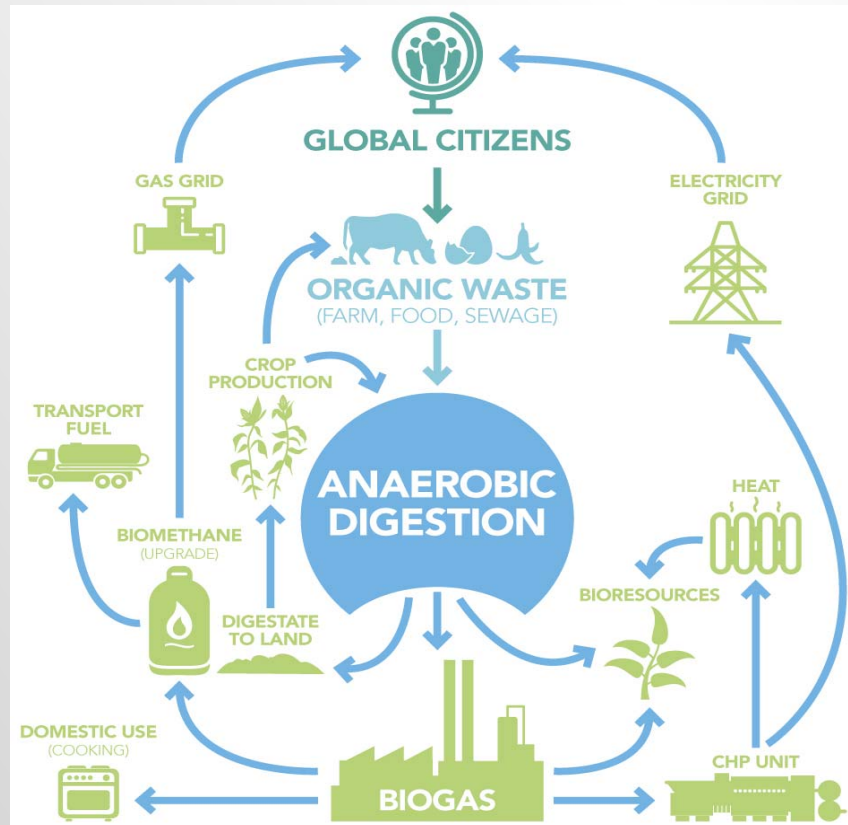 GLOBAL CITIZENS
GAS GRID
ELECTRICITY
GRID
ORGANIC WASTE
(FARM, FOOD, SEWAGE)
CROP
PRODUCTION
TRANSPORT
FUEL
ANAEROBIC
DIGESTION
HEAT
BIOMETHANE
(UPGRADE)
BIORESOURCES
DIGESTATE
TO LAND
DOMESTIC USE
(COOKING)
CHP UNIT
BIOGAS